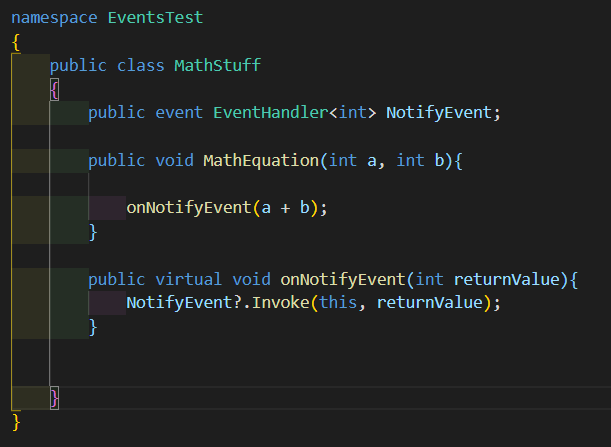 namespace EventsTest
{
    public class MathStuff
    {
        public event EventHandler<int> NotifyEvent;
        public void MathEquation(int a, int b){
            onNotifyEvent(a + b);
        }
        public virtual void onNotifyEvent(int returnValue){
            NotifyEvent?.Invoke(this, returnValue);
        }
    }
}